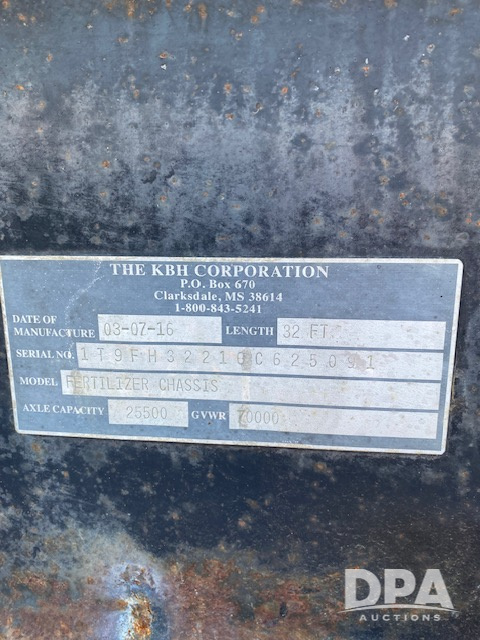 THE KBH CORPORATION
P.O. Box 670
Clarksdale, MS 38614
1-800-843-5241
DATE OF MANUFACTURE 03-07-16 LENGTH 32 FT.
SERIAL NO.
MODEL FERTILIZER CHASSIS
AXLE CAPACITY 25500 GVWR 70000
DPA
AUCTIONS